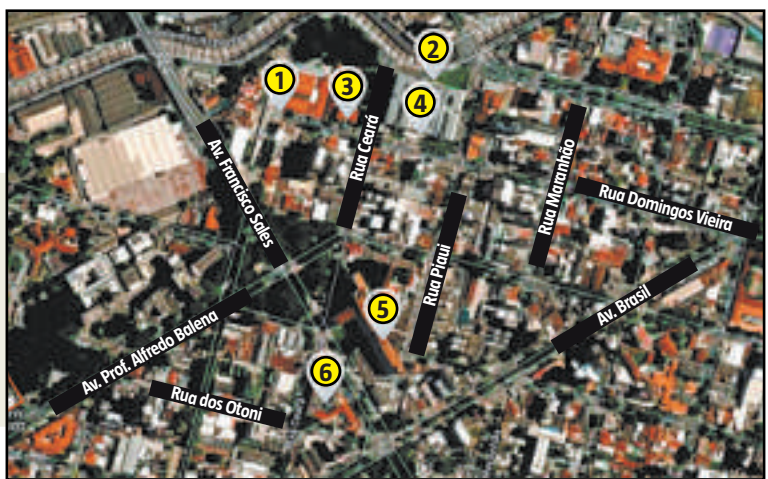 2
1
3
4
Rua Ceará
Av. Francisco Sales
Rua Maranhão
Rua Domingos Vieira
Rua Piaui
5
Av. Brasil
Av. Prof. Alfredo Balena
6
Rua dos Otoni